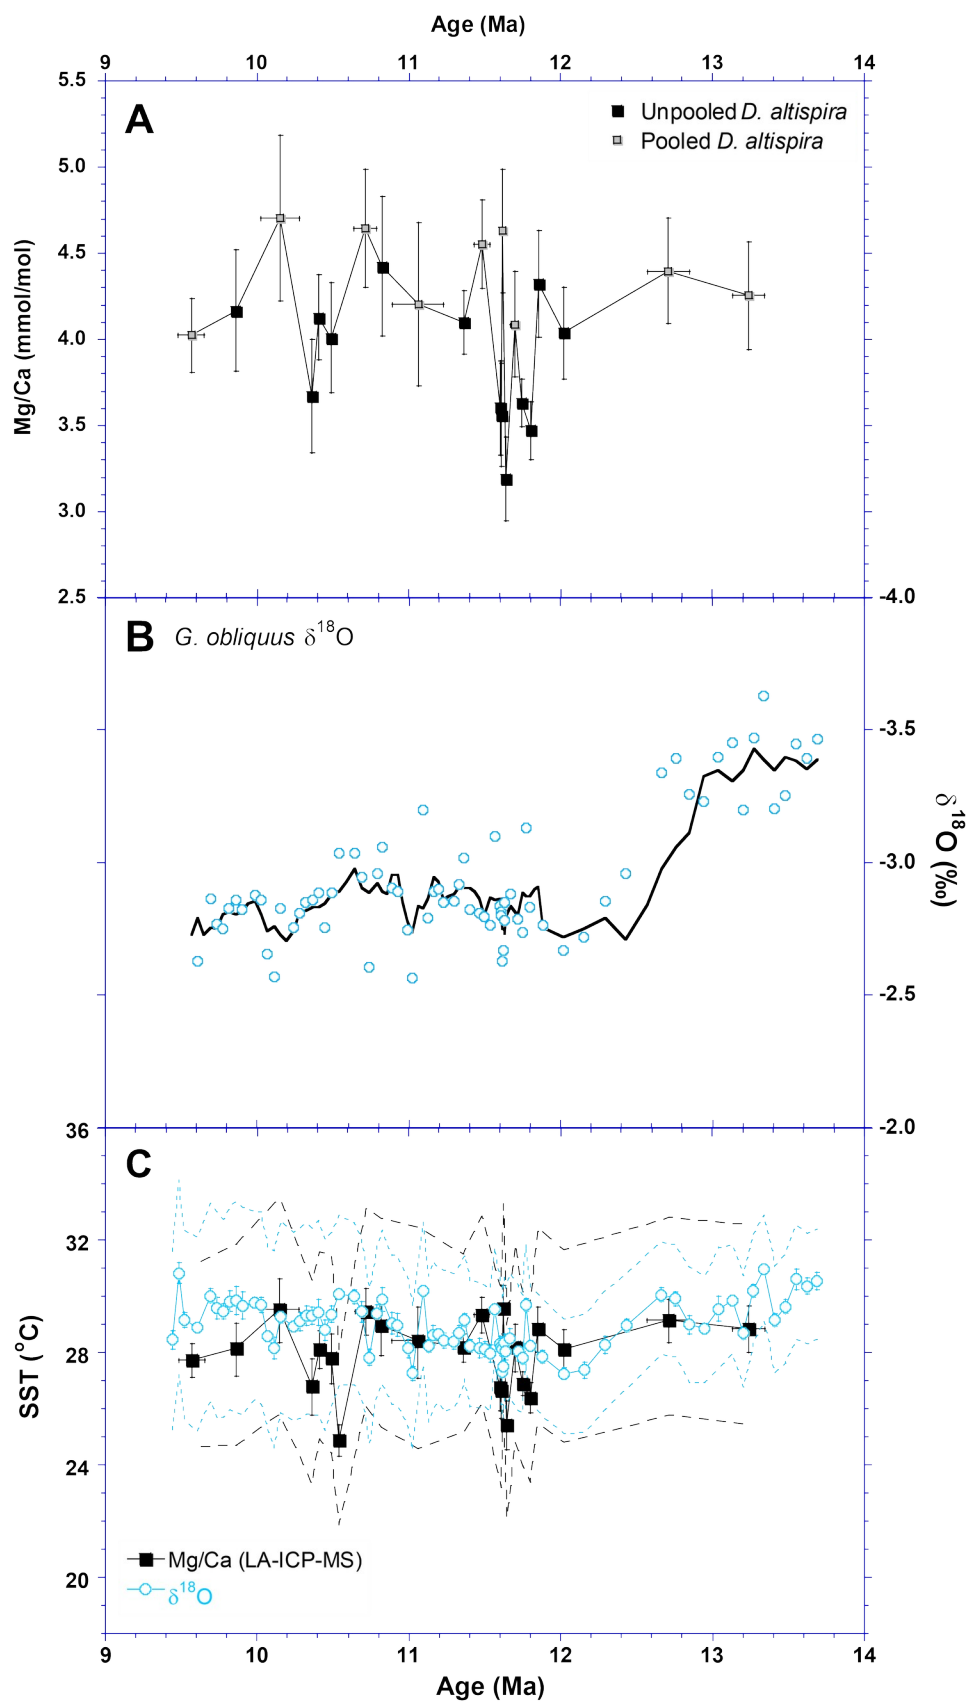 Age (Ma)
9 10 11 12 13 14
5.5
A
Unpooled D. altispira
Pooled D. altispira
5.0
4.5
4.0
3.5
3.0
2.5
Mg/Ca (mmol/mol)
-4.0
B G. obliquus δ¹⁸O
-3.5
-3.0
-2.5
-2.0
δ¹⁸O (‰)
36
C
32
28
24
20
SST (°C)
Mg/Ca (LA-ICP-MS)
δ¹⁸O
9 10 11 12 13 14
Age (Ma)